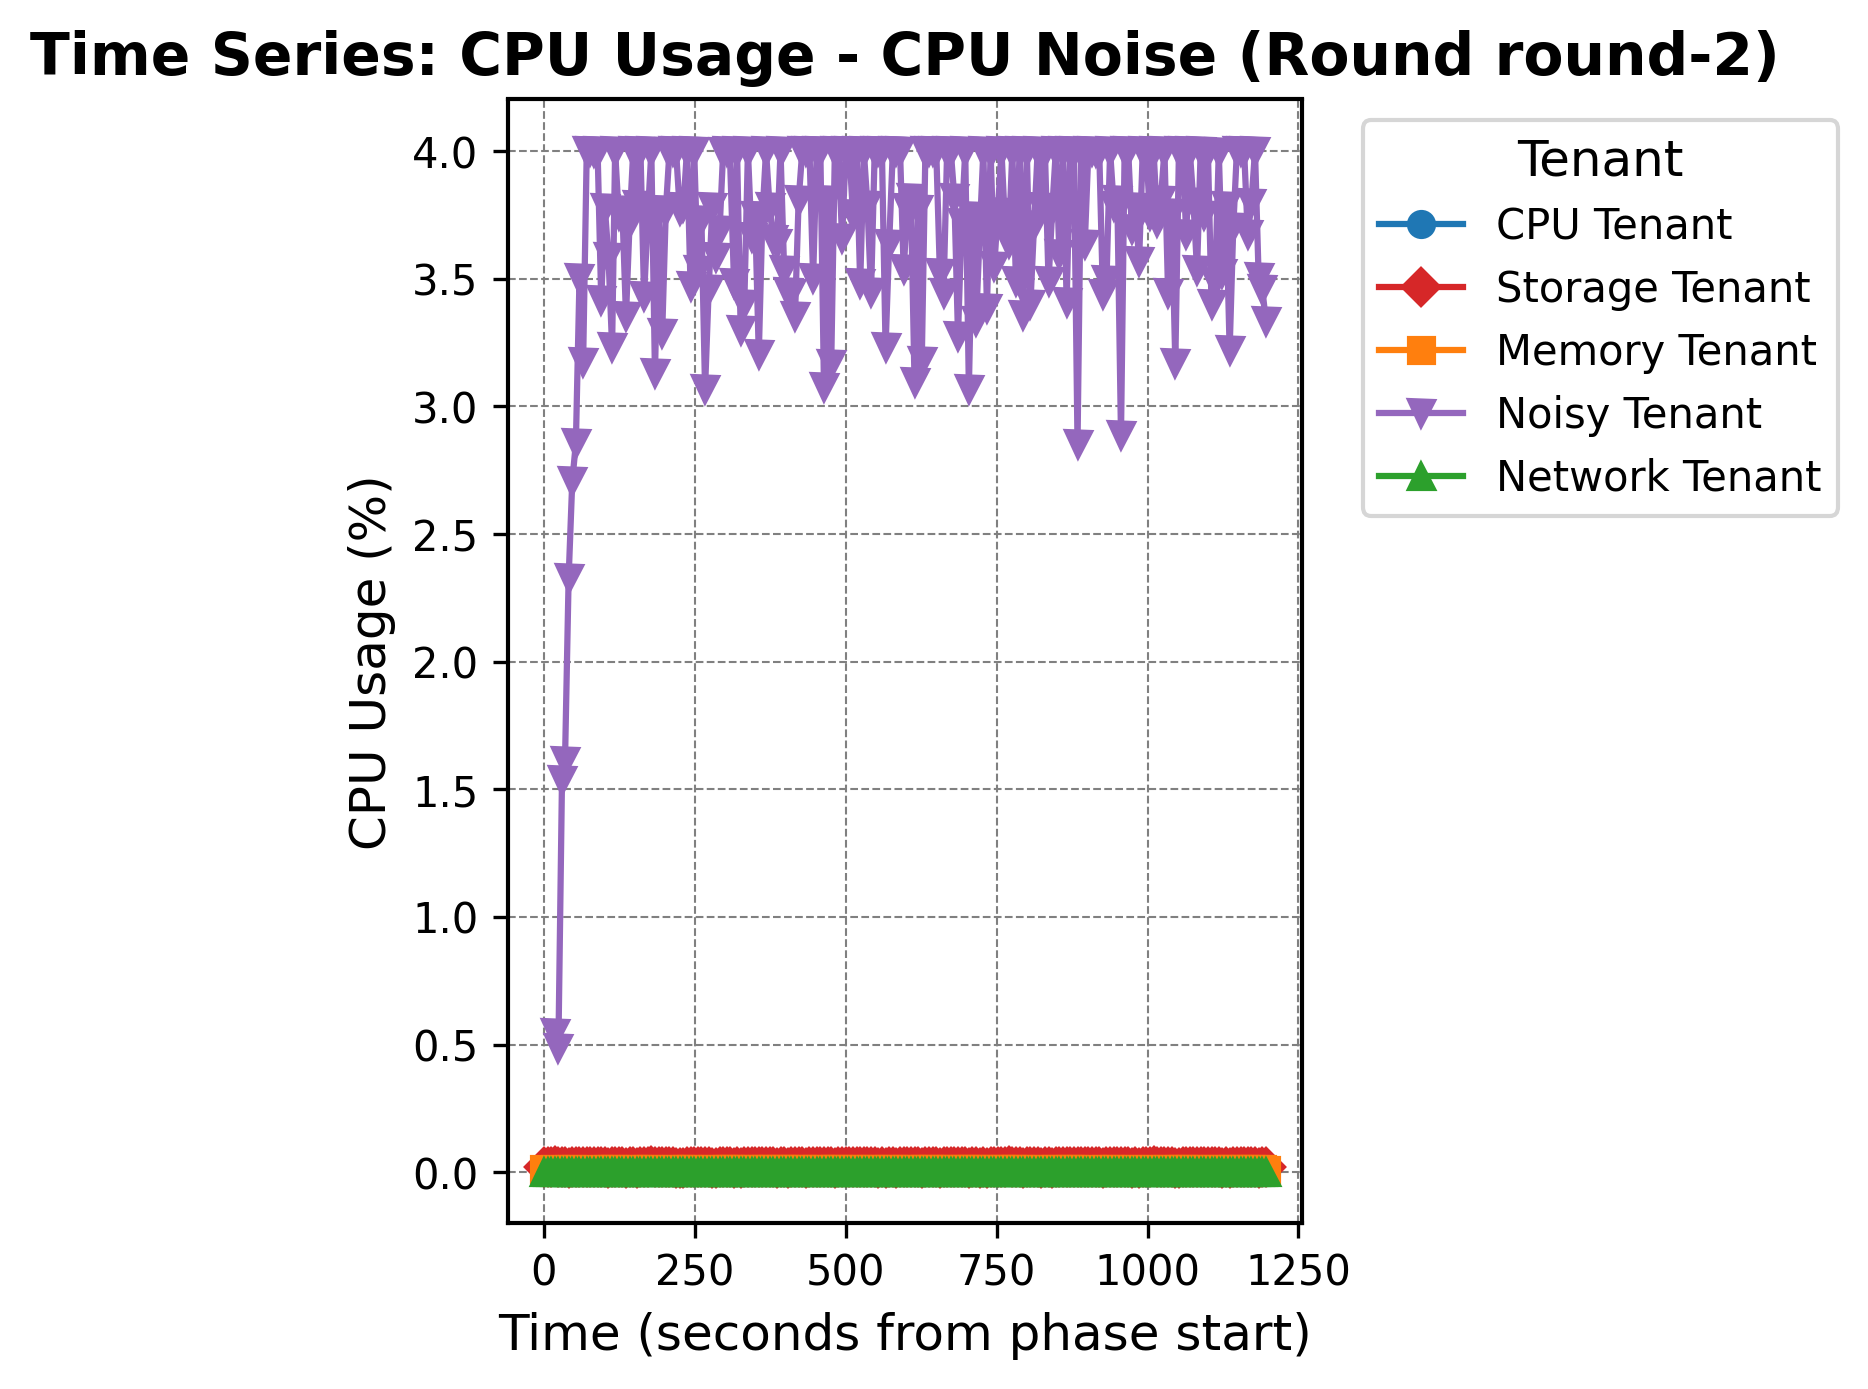 Time Series: CPU Usage - CPU Noise (Round round-2)
Tenant
CPU Tenant
Storage Tenant
Memory Tenant
Noisy Tenant
Network Tenant
CPU Usage (%)
4.0
3.5
3.0
2.5
2.0
1.5
1.0
0.5
0.0
0 250 500 750 1000 1250
Time (seconds from phase start)